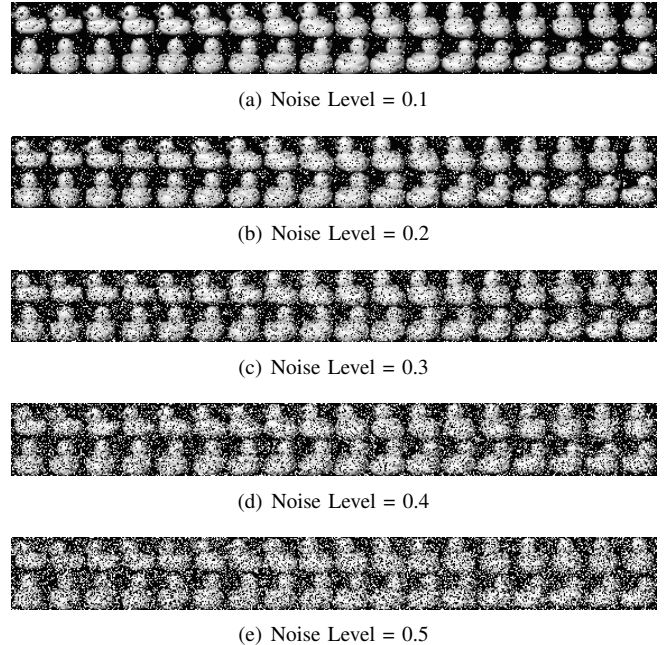 (a) Noise Level = 0.1
(b) Noise Level = 0.2
(c) Noise Level = 0.3
(d) Noise Level = 0.4
(e) Noise Level = 0.5